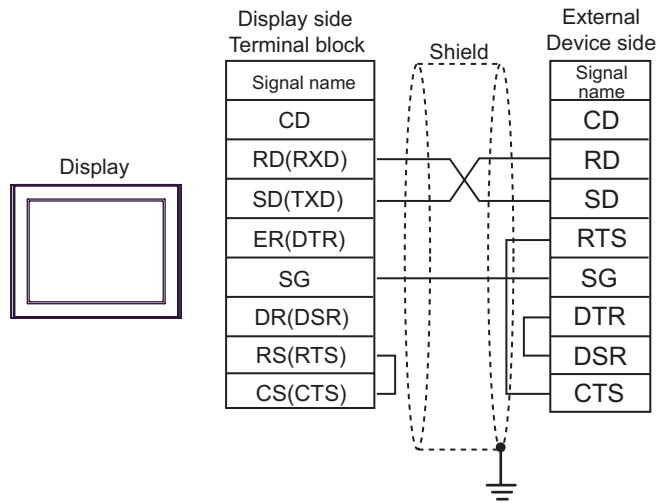 Display side
Terminal block
Shield
External
Device side
Display
Signal name
CD
RD(RXD)
SD(TXD)
ER(DTR)
SG
DR(DSR)
RS(RTS)
CS(CTS)
Signal
name
CD
RD
SD
RTS
SG
DTR
DSR
CTS